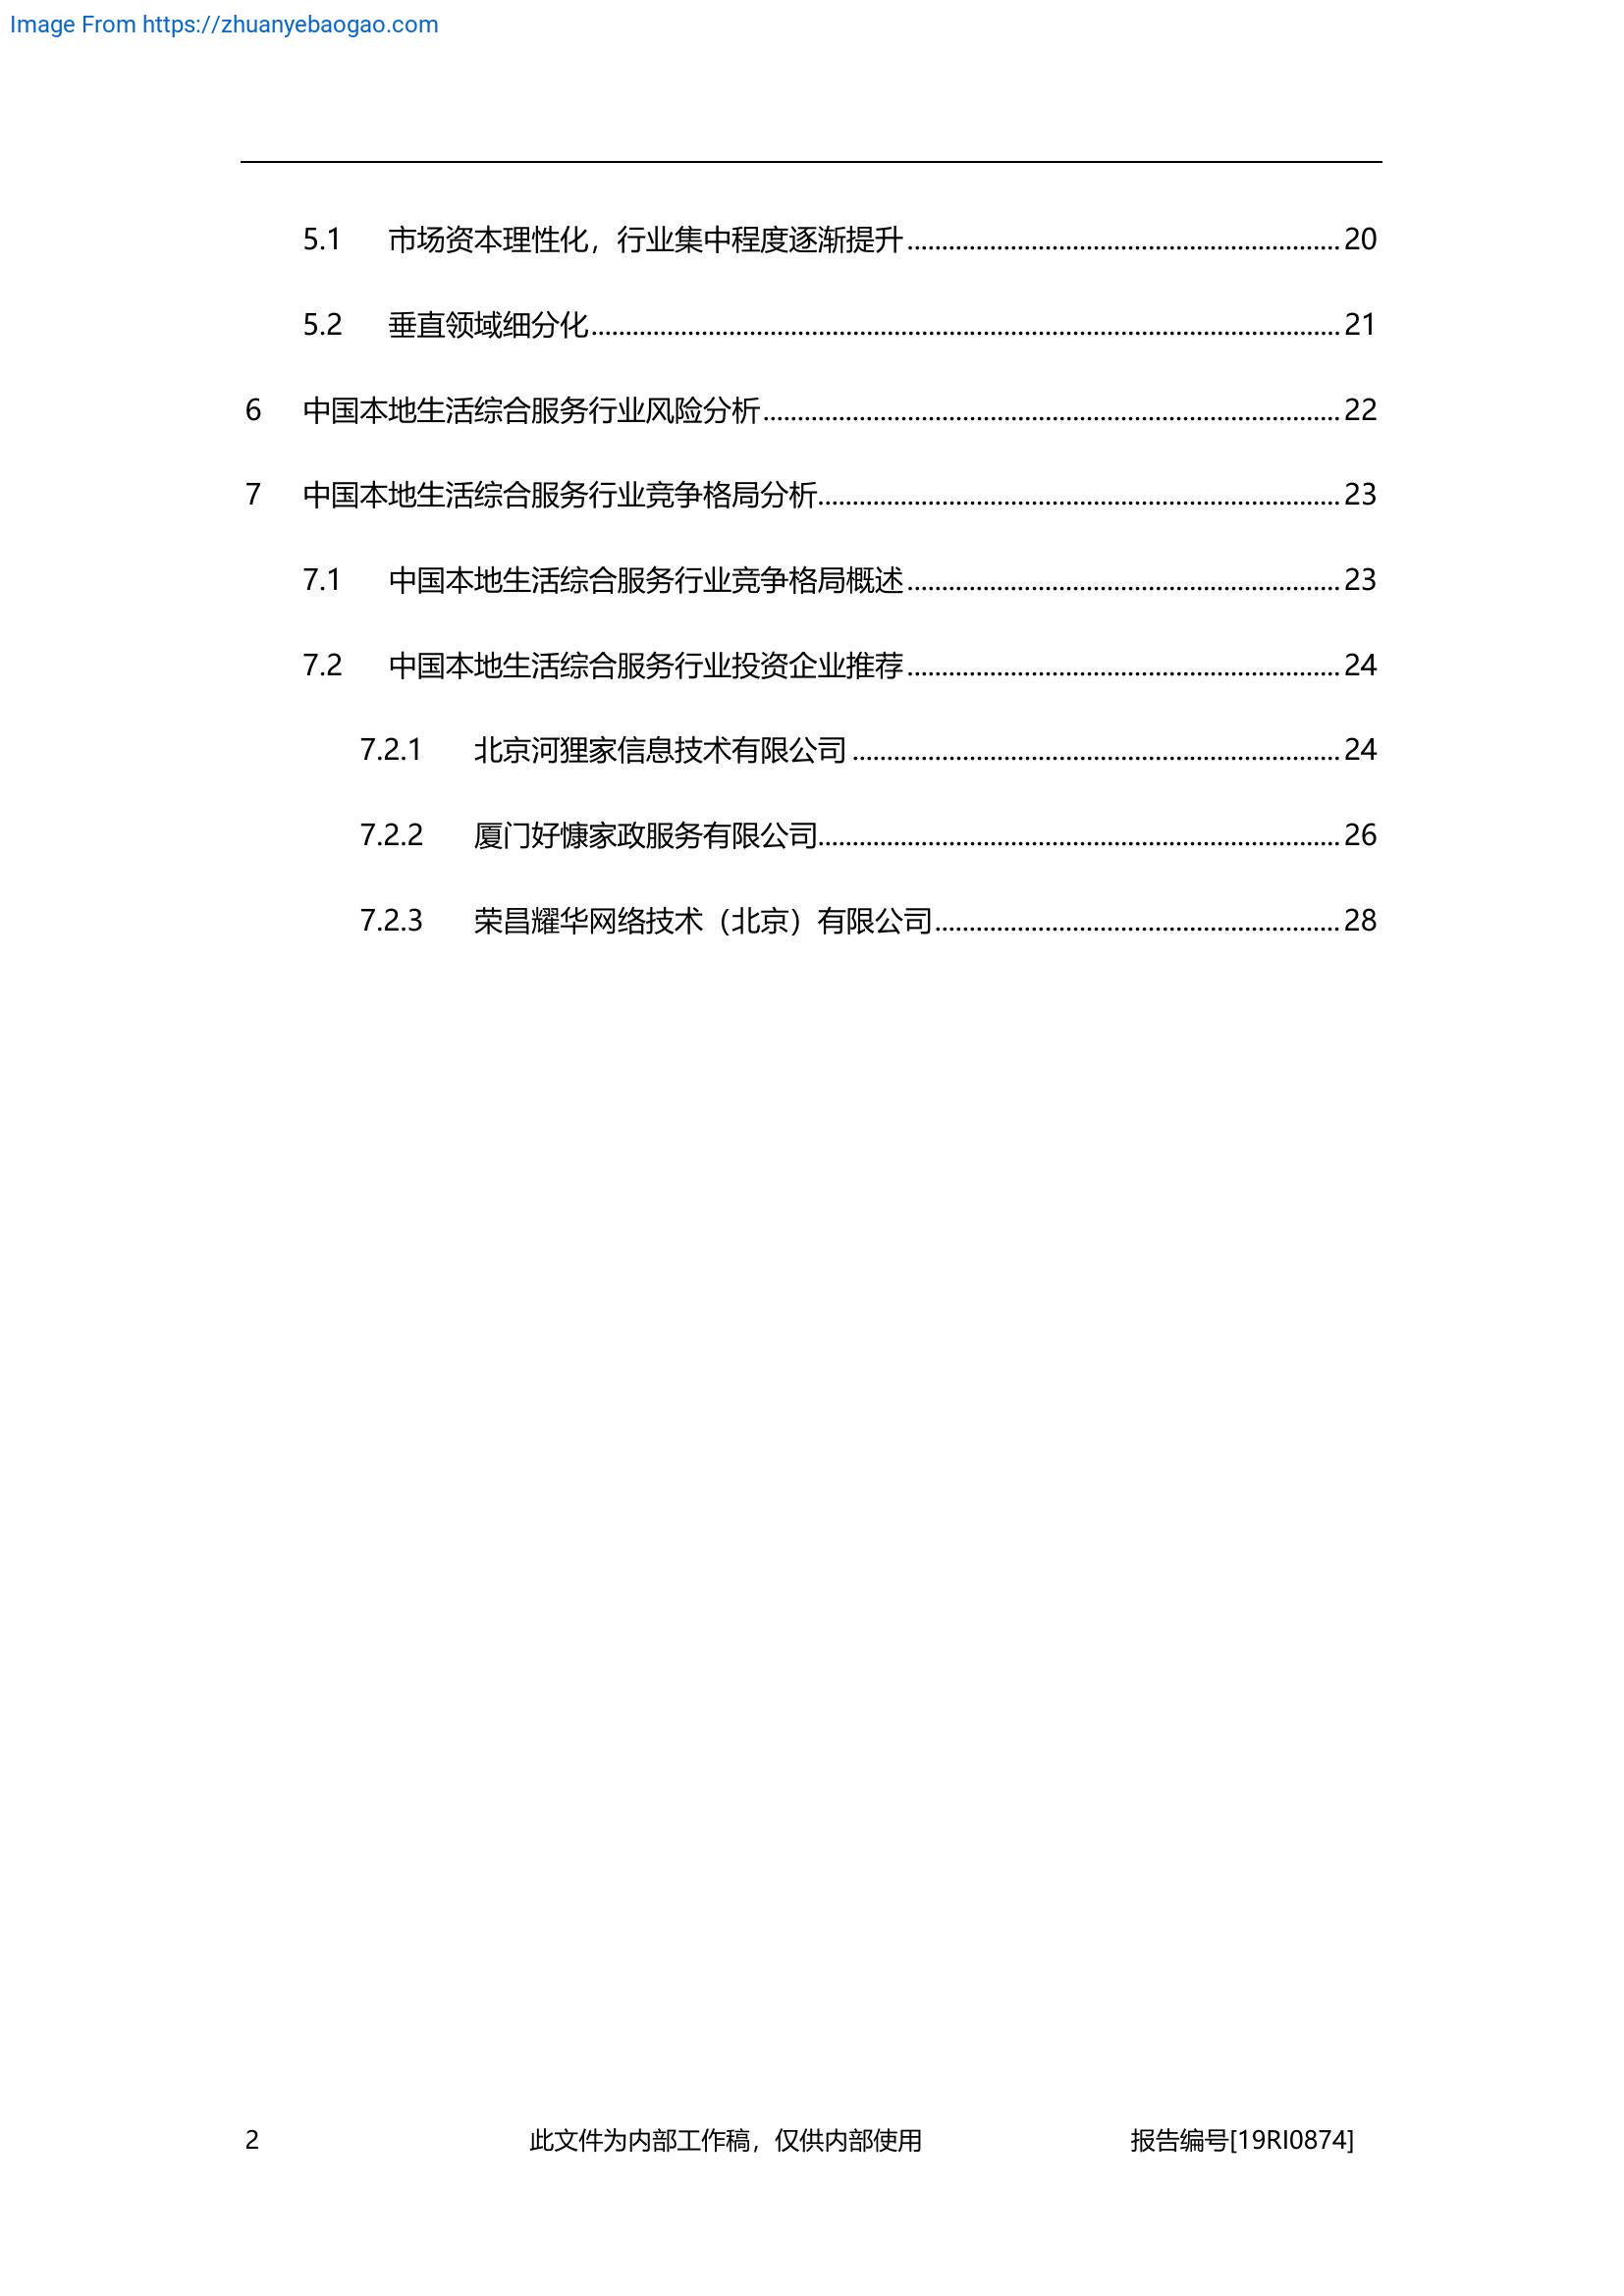 Image From https://zhuanyebaogao.com
5.1 市场资本理性化，行业集中程度逐渐提升 20
5.2 垂直领域细分化 21
6 中国本地生活综合服务行业风险分析 22
7 中国本地生活综合服务行业竞争格局分析 23
7.1 中国本地生活综合服务行业竞争格局概述 23
7.2 中国本地生活综合服务行业投资企业推荐 24
7.2.1 北京河狸家信息技术有限公司 24
7.2.2 厦门好慷家政服务有限公司 26
7.2.3 荣昌耀华网络技术（北京）有限公司 28
2 此文件为内部工作稿，仅供内部使用 报告编号[19RI0874]